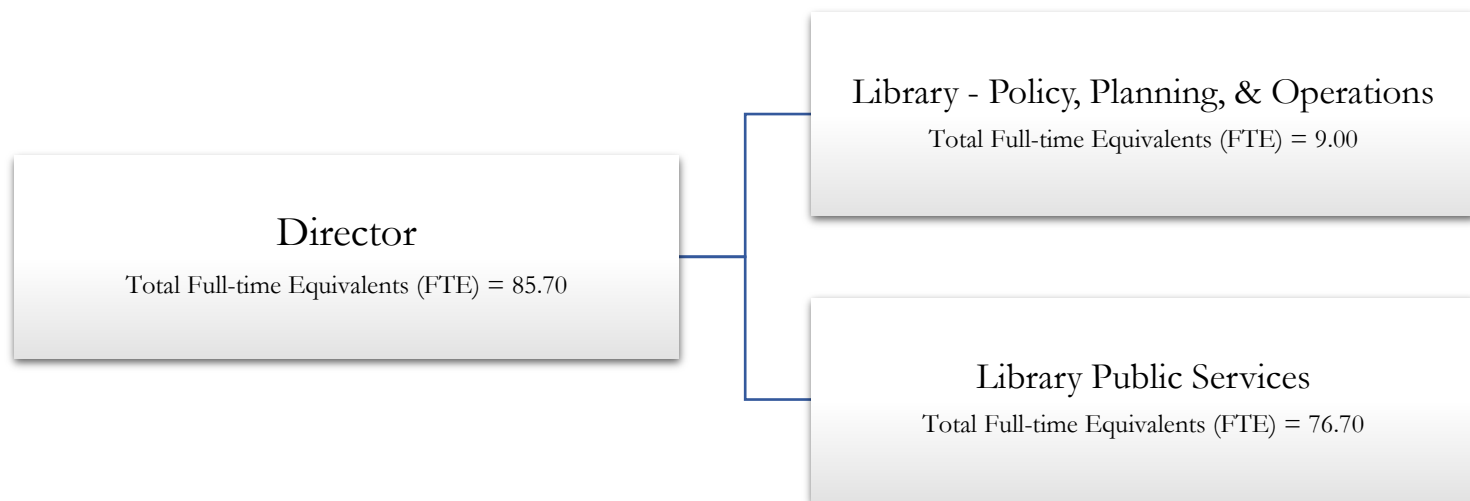 Director
Total Full-time Equivalents (FTE) = 85.70
Library - Policy, Planning, & Operations
Total Full-time Equivalents (FTE) = 9.00
Library Public Services
Total Full-time Equivalents (FTE) = 76.70